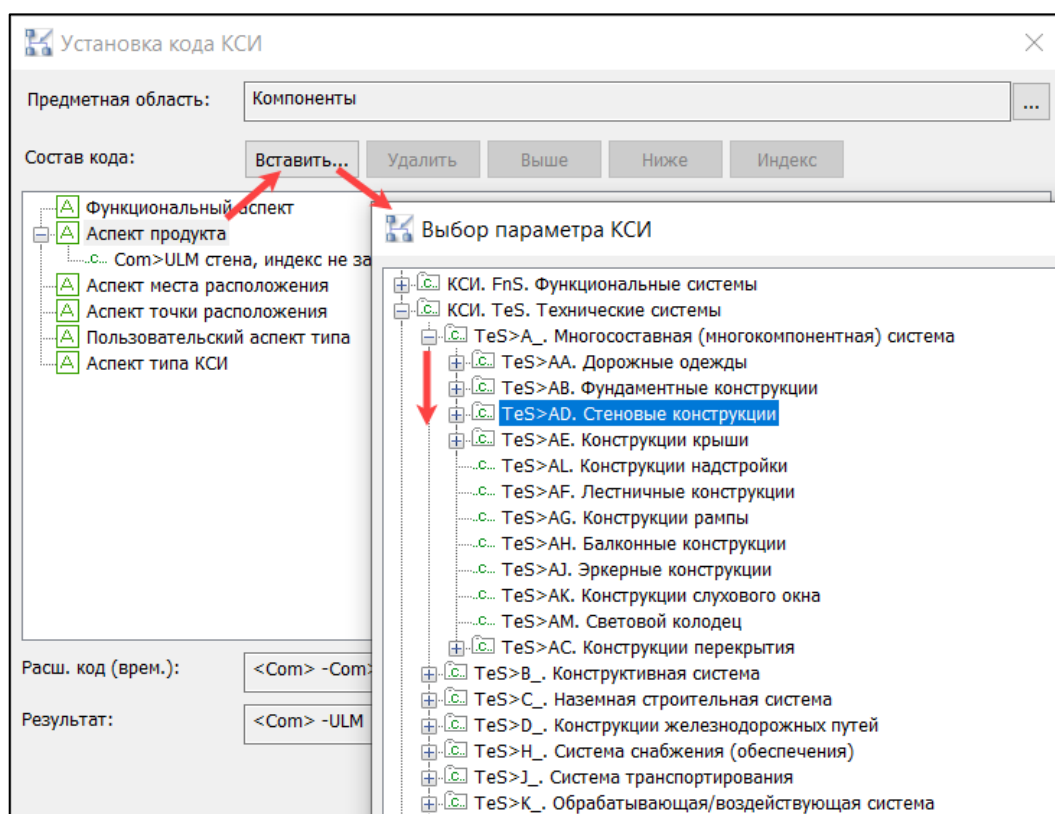 Установка кода КСИ
Предметная область:
Компоненты
...
Состав кода:
Вставить...
Удалить
Выше
Ниже
Индекс
Функциональный аспект
Аспект продукта
Com>ULM стена, индекс не за
Аспект места рас
Аспект точки рас
Пользовательски
Аспект типа КСИ
Расш. код (врем.):
<Com> -Com>
Результат:
<Com> -ULM
Выбор параметра КСИ
КСИ. FnS. Функциональные системы
КСИ. TeS. Технические системы
TeS>A_. Многосоставная (многокомпонентная) система
TeS>AA. Дорожные одежды
TeS>AB. Фундаментные конструкции
TeS>AD. Стеновые конструкции
TeS>AE. Конструкции крыши
TeS>AL. Конструкции надстройки
TeS>AF. Лестничные конструкции
TeS>AG. Конструкции рампы
TeS>AH. Балконные конструкции
TeS>AJ. Эркерные конструкции
TeS>AK. Конструкции слухового окна
TeS>AM. Световой колодец
TeS>AC. Конструкции перекрытия
TeS>B_. Конструктивная система
TeS>C_. Наземная строительная система
TeS>D_. Конструкции железнодорожных путей
TeS>H_. Система снабжения (обеспечения)
TeS>J_. Система транспортирования
TeS>K_. Обрабатывающая/воздействующая система